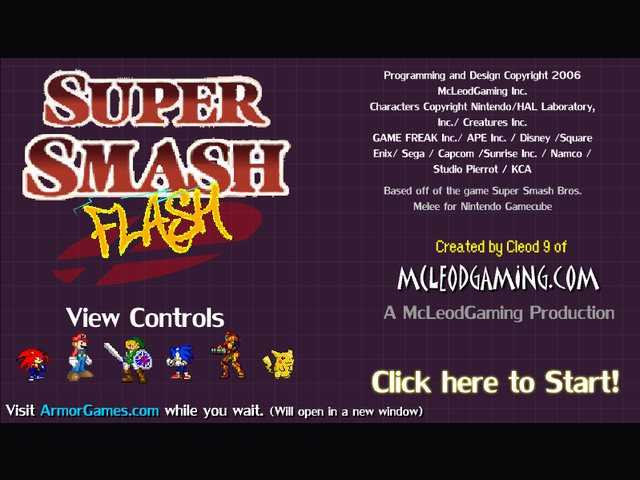 SUPER
SMASH
FLASH
Programming and Design Copyright 2006
McLeodGaming Inc.
Characters Copyright Nintendo/HAL Laboratory,
Inc./ Creatures Inc.
GAME FREAK Inc./ APE Inc. / Disney /Square
Enix/ Sega / Capcom /Sunrise Inc. / Namco /
Studio Pierrot / KCA
Based off of the game Super Smash Bros.
Melee for Nintendo Gamecube
Created by Cleod 9 of
MCLEODGAMING.COM
A McLeodGaming Production
View Controls
Click here to Start!
Visit ArmorGames.com while you wait. (Will open in a new window)